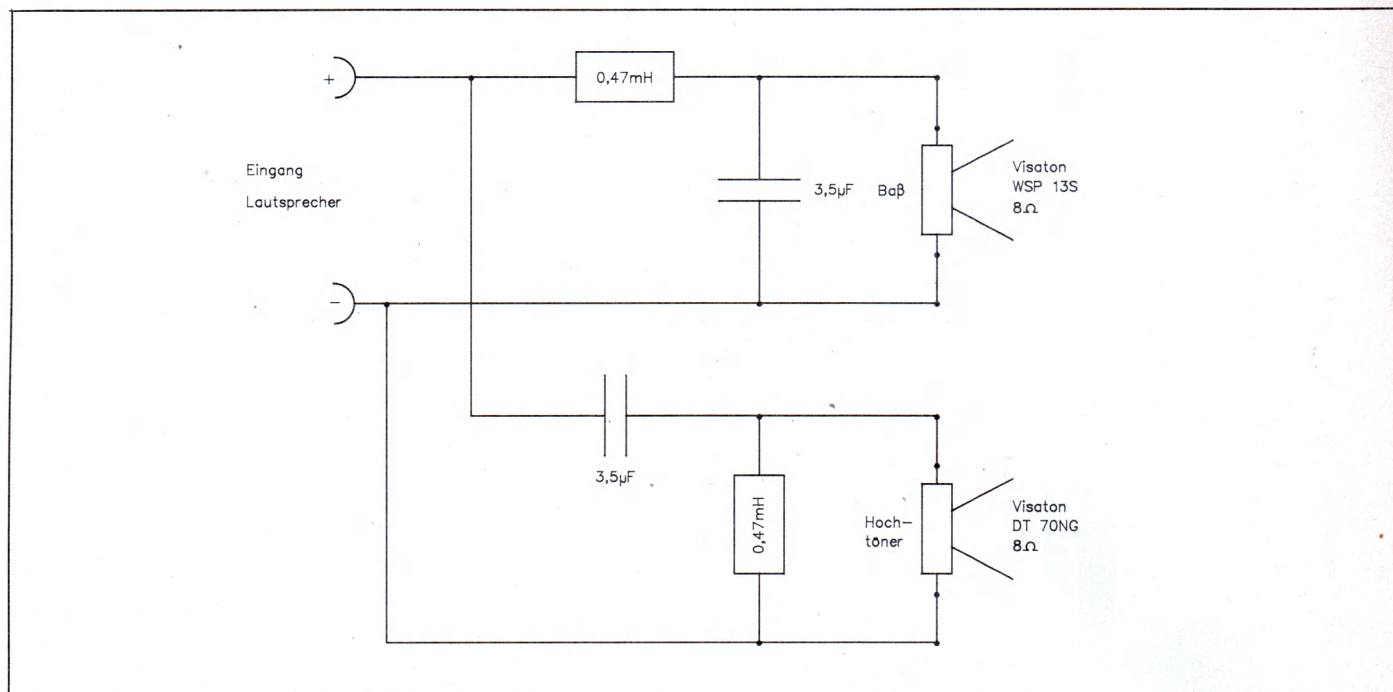 +
0,47mH
Eingang
Lautsprecher
3,5µF
Baβ
Visaton
WSP 13S
8Ω
−
3,5µF
0,47mH
Hoch-
töner
Visaton
DT 70NG
8Ω